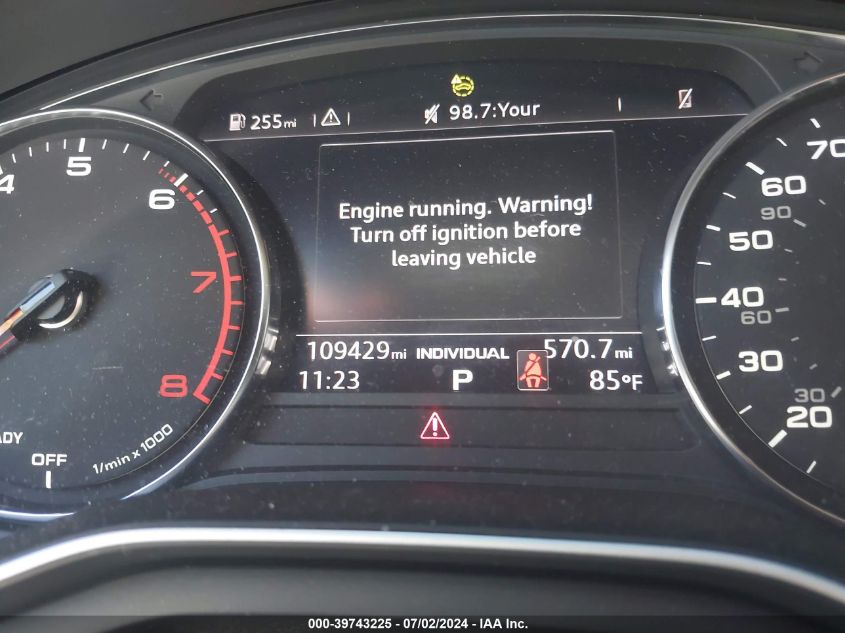 255mi
98.7:Your
Engine running. Warning!
Turn off ignition before
leaving vehicle
109429mi INDIVIDUAL 570.7mi
11:23 P 85°F
4
5
6
7
8
ADY
OFF
1/min x 1000
70
60
90
50
40
60
30
30
20
000-39743225 - 07/02/2024 - IAA Inc.